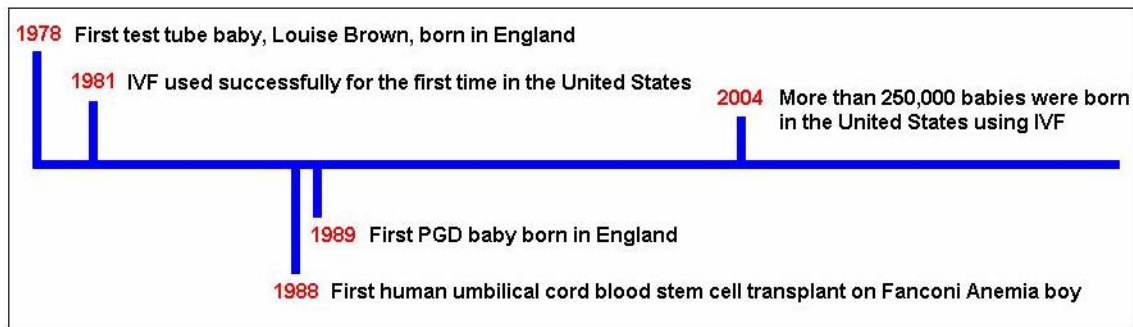 1978 First test tube baby, Louise Brown, born in England
1981 IVF used successfully for the first time in the United States
2004 More than 250,000 babies were born
in the United States using IVF
1989 First PGD baby born in England
1988 First human umbilical cord blood stem cell transplant on Fanconi Anemia boy